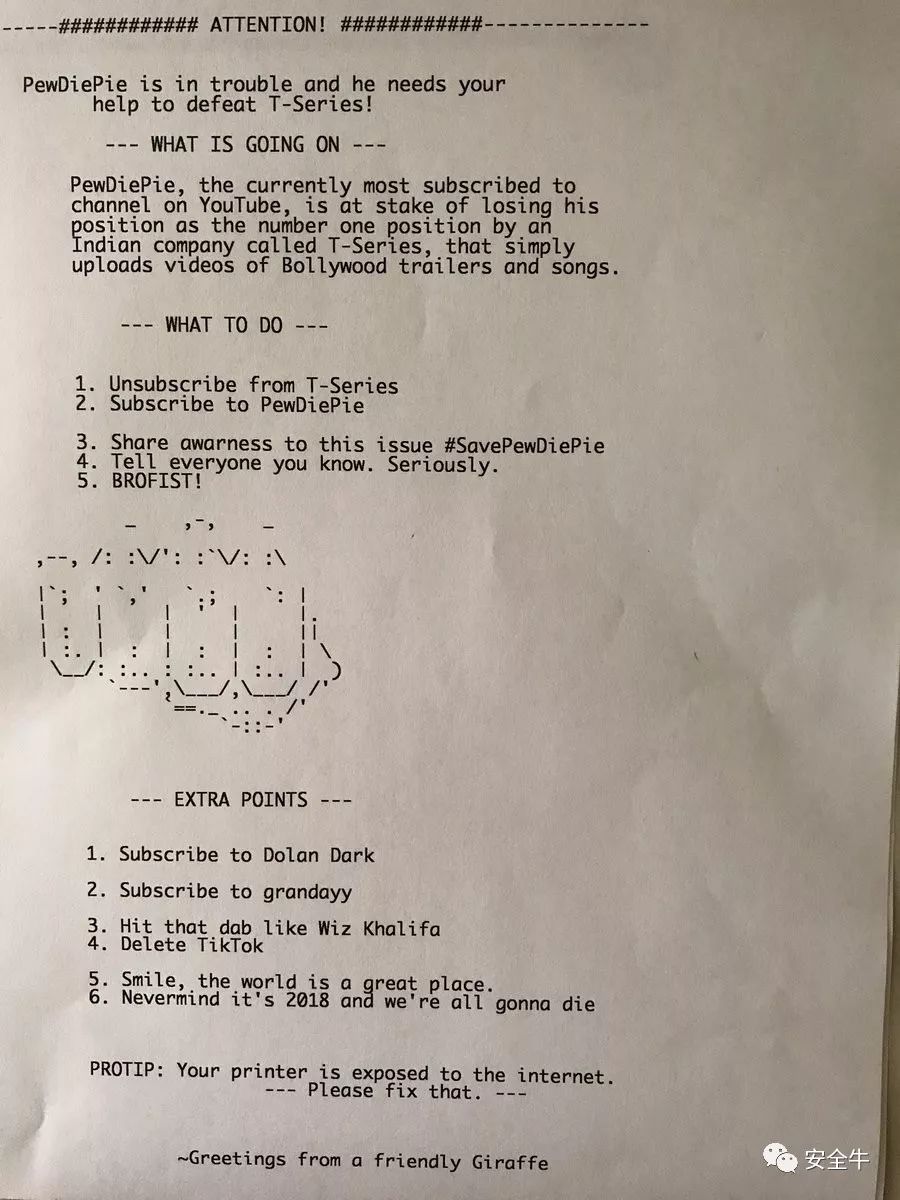 -----############ ATTENTION! ############--------------
PewDiePie is in trouble and he needs your
help to defeat T-Series!
--- WHAT IS GOING ON ---
PewDiePie, the currently most subscribed to
channel on YouTube, is at stake of losing his
position as the number one position by an
Indian company called T-Series, that simply
uploads videos of Bollywood trailers and songs.
--- WHAT TO DO ---
1. Unsubscribe from T-Series
2. Subscribe to PewDiePie
3. Share awarness to this issue #SavePewDiePie
4. Tell everyone you know. Seriously.
5. BROFIST!
--- EXTRA POINTS ---
1. Subscribe to Dolan Dark
2. Subscribe to grandayy
3. Hit that dab like Wiz Khalifa
4. Delete TikTok
5. Smile, the world is a great place.
6. Nevermind it's 2018 and we're all gonna die
PROTIP: Your printer is exposed to the internet.
--- Please fix that. ---
~Greetings from a friendly Giraffe
安全牛